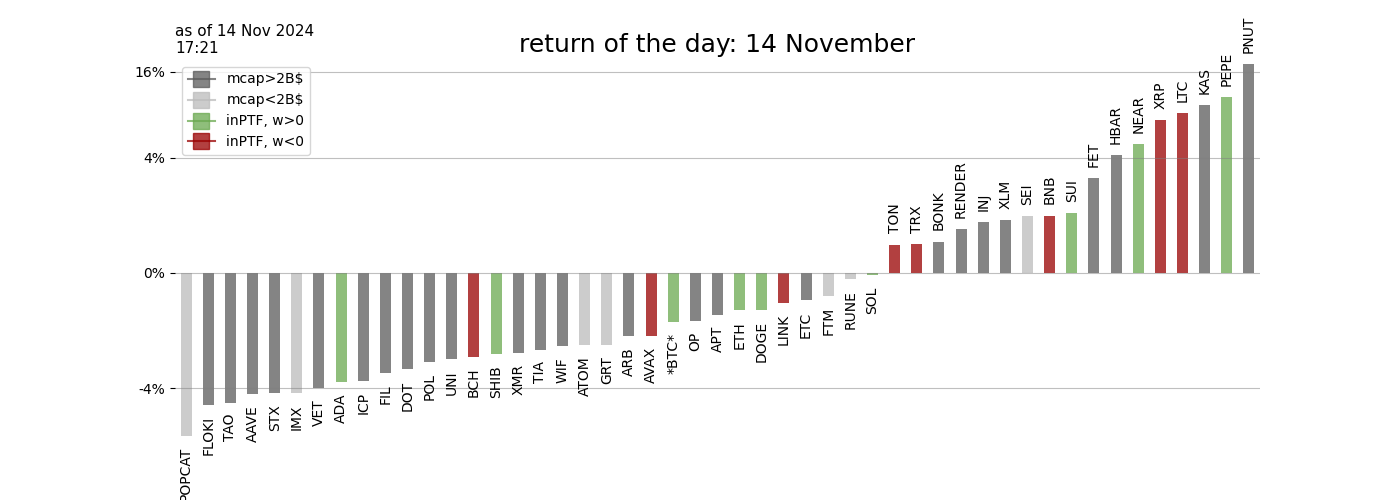 as of 14 Nov 2024
17:21
return of the day: 14 November
16%
4%
0%
-4%
mcap>2B$
mcap<2B$
inPTF, w>0
inPTF, w<0
POPCAT
FLOKI
TAO
AAVE
STX
IMX
VET
ADA
ICP
FIL
DOT
POL
UNI
BCH
SHIB
XMR
TIA
WIF
ATOM
GRT
ARB
AVAX
*BTC*
OP
APT
ETH
DOGE
LINK
ETC
FTM
RUNE
SOL
TON
TRX
BONK
RENDER
INJ
XLM
SEI
BNB
SUI
FET
HBAR
NEAR
XRP
LTC
KAS
PEPE
PNUT